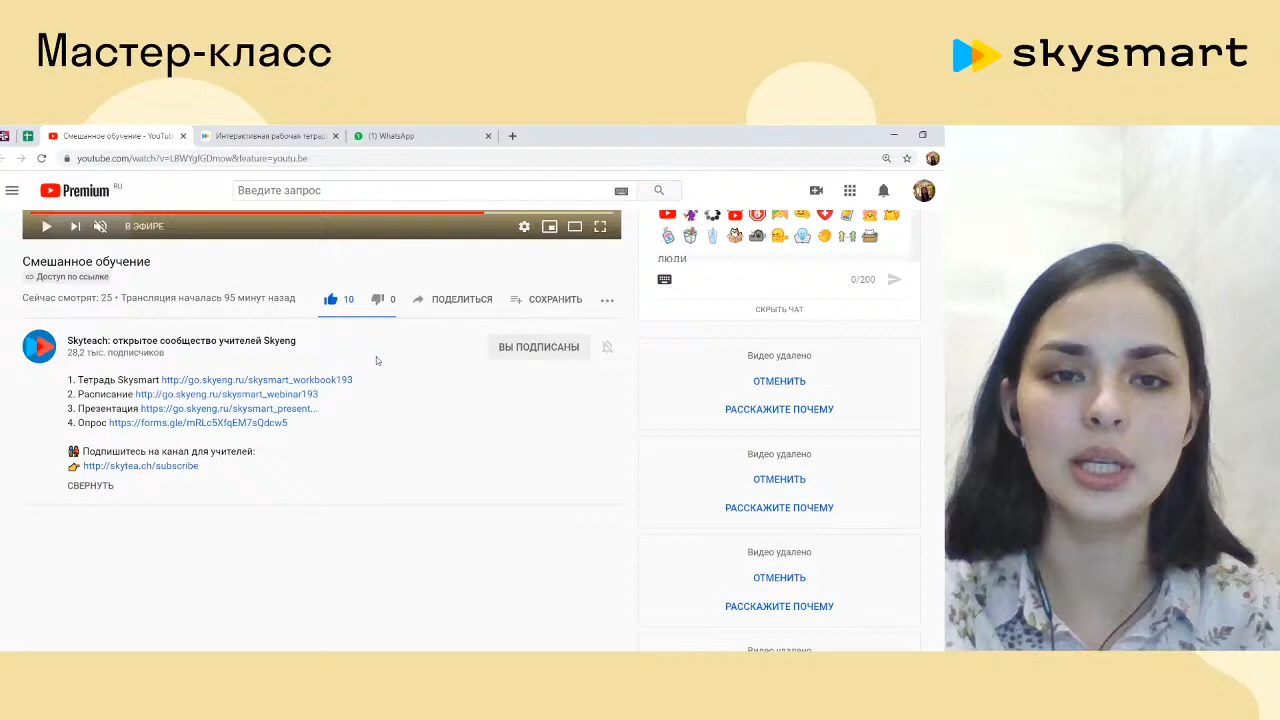 Мастер-класс
skysmart
Смешанное обучение - YouTub
Интерактивная рабочая тетрад
(1) WhatsApp
youtube.com/watch?v=L8WYgfGDmow&feature=youtu.be
Premium RU
Введите запрос
В ЭФИРЕ
Смешанное обучение
Доступ по ссылке
Сейчас смотрят: 25 • Трансляция началась 95 минут назад
10
0
ПОДЕЛИТЬСЯ
СОХРАНИТЬ
Skyteach: открытое сообщество учителей Skyeng
28,2 тыс. подписчиков
ВЫ ПОДПИСАНЫ
1. Тетрадь Skysmart http://go.skyeng.ru/skysmart_workbook193
2. Расписание http://go.skyeng.ru/skysmart_webinar193
3. Презентация https://go.skyeng.ru/skysmart_present...
4. Опрос https://forms.gle/mRLc5XfqEM7sQdcw5
Подпишитесь на канал для учителей:
http://skytea.ch/subscribe
СВЕРНУТЬ
ЛЮДИ
0/200
СКРЫТЬ ЧАТ
Видео удалено
ОТМЕНИТЬ
РАССКАЖИТЕ ПОЧЕМУ
Видео удалено
ОТМЕНИТЬ
РАССКАЖИТЕ ПОЧЕМУ
Видео удалено
ОТМЕНИТЬ
РАССКАЖИТЕ ПОЧЕМУ
Видео удалено